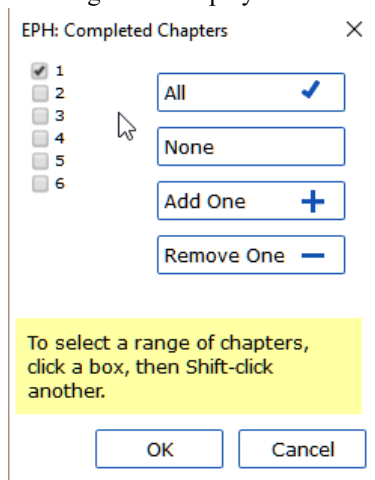 EPH: Completed Chapters
1
2
3
4
5
6
All
None
Add One
Remove One
To select a range of chapters,
click a box, then Shift-click
another.
OK
Cancel